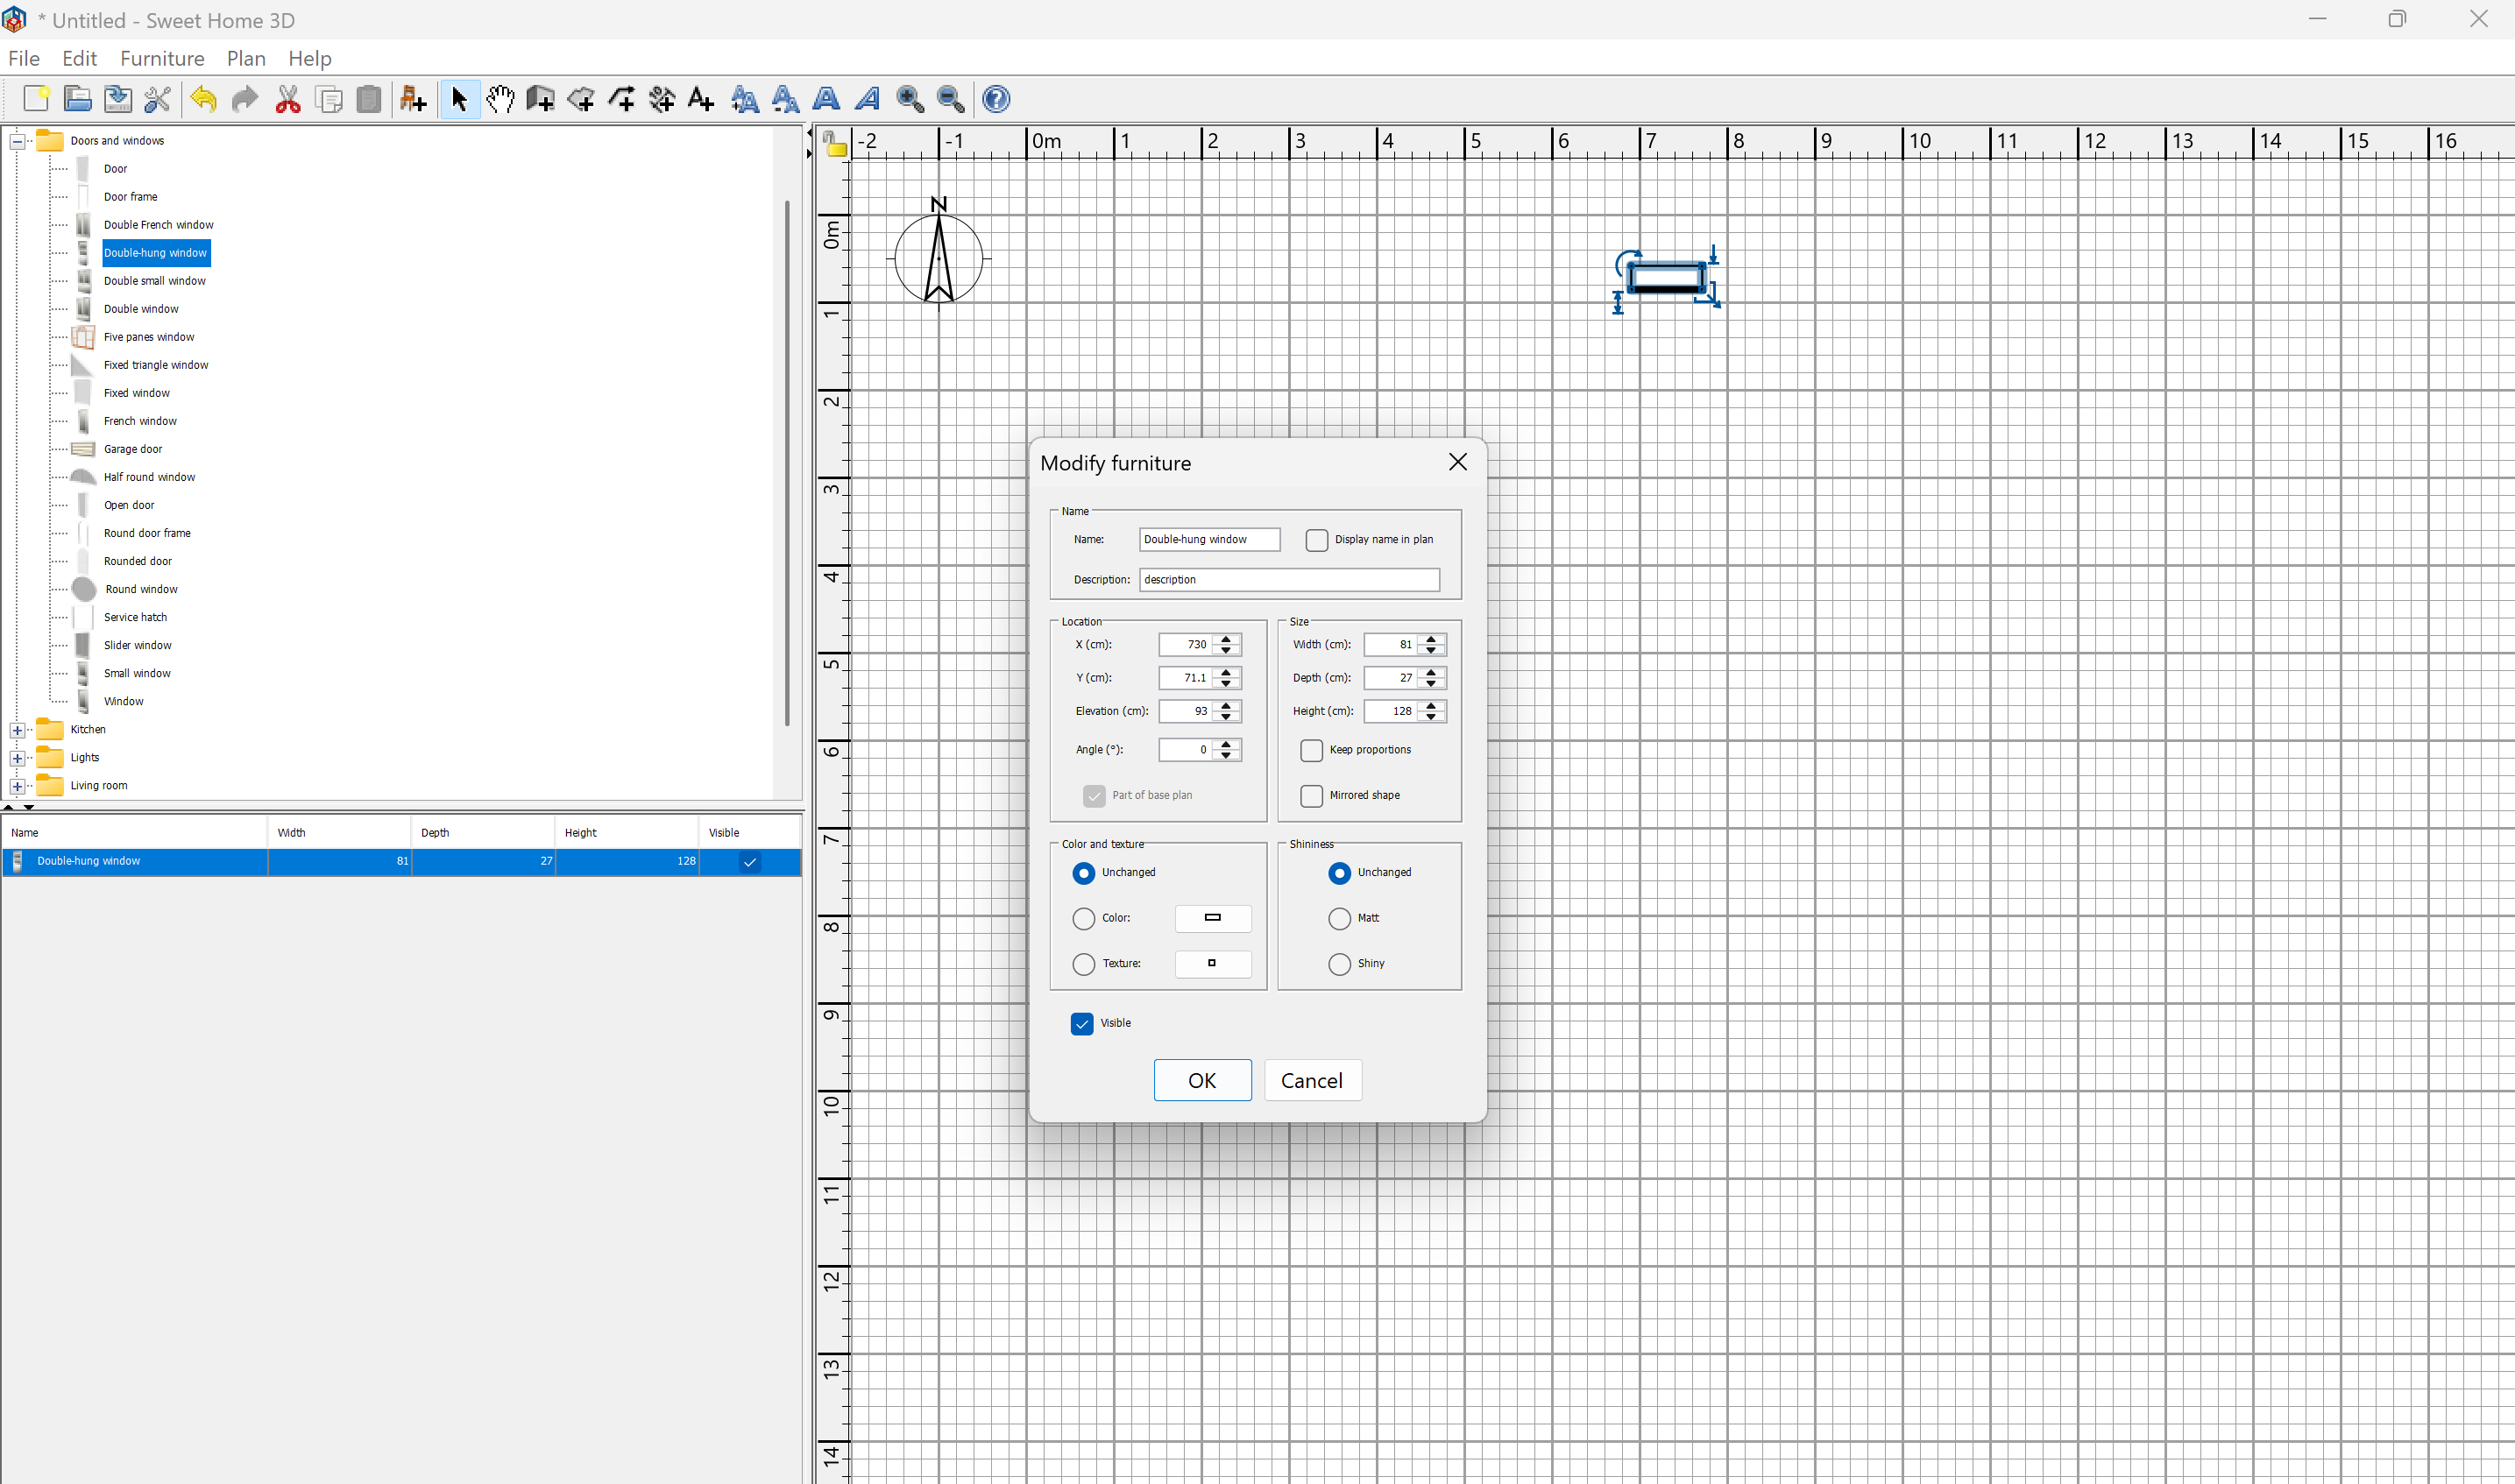 * Untitled - Sweet Home 3D
File Edit Furniture Plan Help
Doors and windows
Door
Door frame
Double French window
Double-hung window
Double small window
Double window
Five panes window
Fixed triangle window
Fixed window
French window
Garage door
Half round window
Open door
Round door frame
Rounded door
Round window
Service hatch
Slider window
Small window
Window
Kitchen
Lights
Living room
Name Width Depth Height Visible
Double-hung window 81 27 128
-2 -1 0m 1 2 3 4 5 6 7 8 9 10 11 12 13 14 15 16
0m
1
2
3
4
5
6
7
8
9
10
11
12
13
14
N
Modify furniture
Name
Name: Double-hung window Display name in plan
Description: description
Location
X (cm): 730
Y (cm): 71.1
Elevation (cm): 93
Angle (°): 0
Part of base plan
Size
Width (cm): 81
Depth (cm): 27
Height (cm): 128
Keep proportions
Mirrored shape
Color and texture
Unchanged
Color:
Texture:
Shininess
Unchanged
Matt
Shiny
Visible
OK Cancel